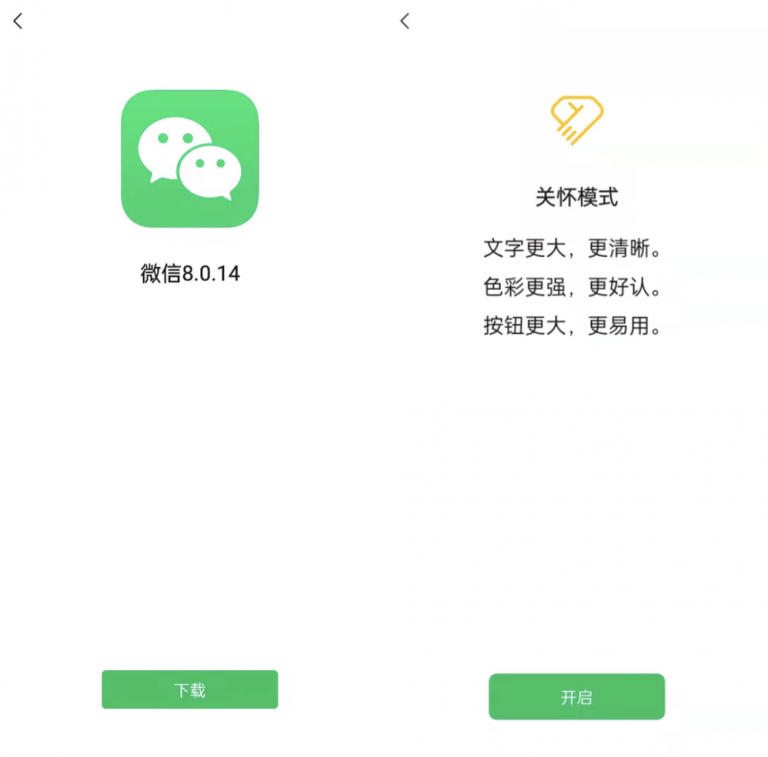 微信8.0.14
下载
关怀模式
文字更大，更清晰。
色彩更强，更好认。
按钮更大，更易用。
开启